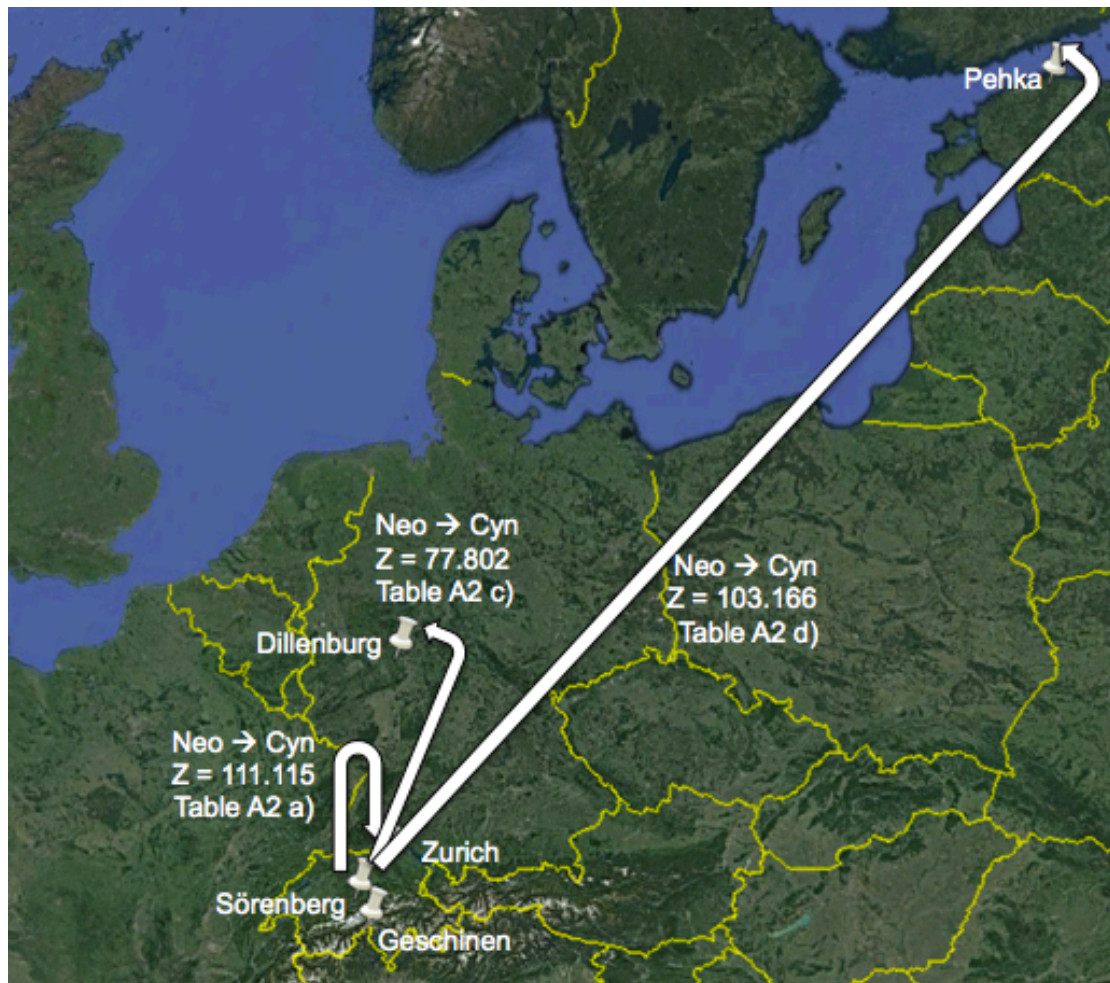 Pehka
Neo → Cyn
Z = 77.802
Table A2 c)
Neo → Cyn
Z = 103.166
Table A2 d)
Dillenburg
Neo → Cyn
Z = 111.115
Table A2 a)
Zurich
Sörenberg
Geschinen